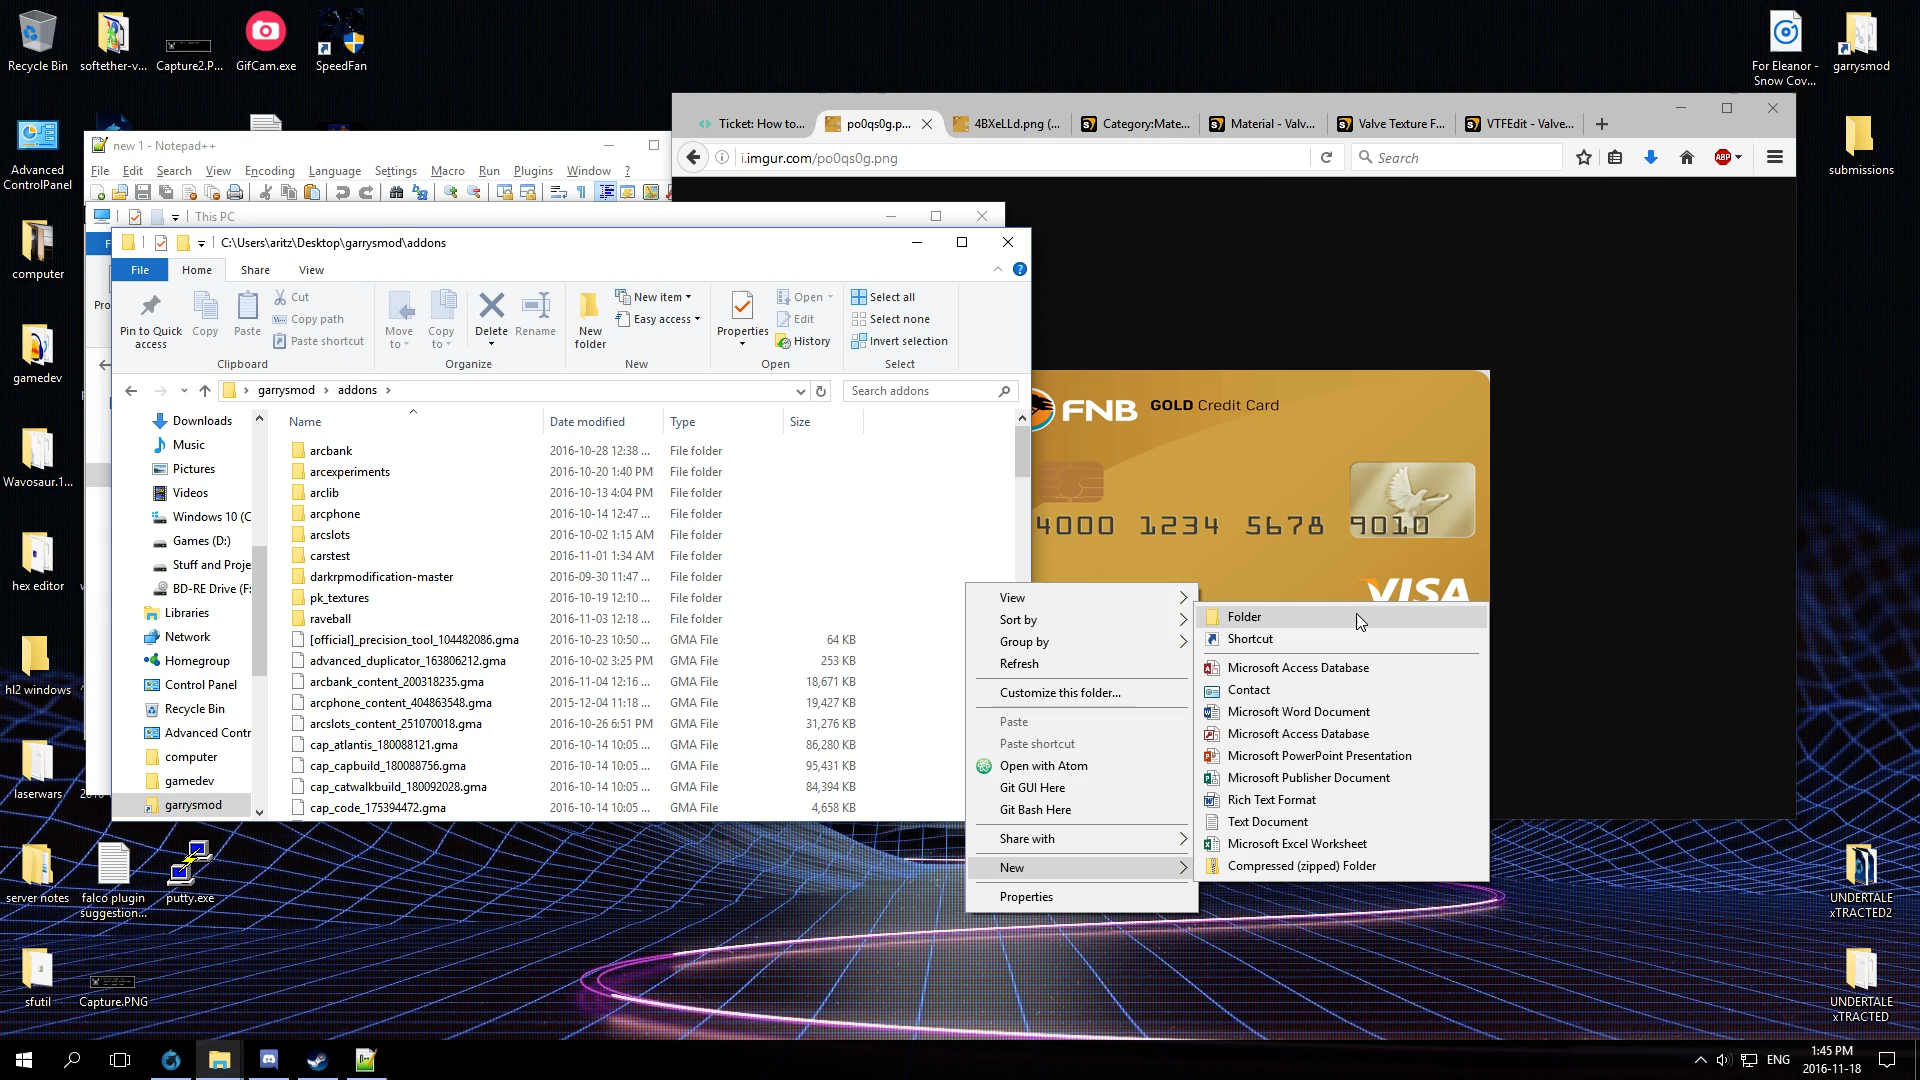 Recycle Bin
softether-v...
Capture2.P...
GifCam.exe
SpeedFan
For Eleanor -
Snow Cov...
garrysmod
Advanced
ControlPanel
computer
gamedev
Wavosaur.1...
hex editor
hl2 windows
laserwars
server notes
falco plugin
suggestion...
putty.exe
sfutil
Capture.PNG
submissions
UNDERTALE
xTRACTED2
UNDERTALE
xTRACTED
new 1 - Notepad++
File Edit Search View Encoding Language Settings Macro Run Plugins Window ?
This PC
Ticket: How to...
po0qs0g.p...
4BXeLLd.png (...
Category:Mate...
Material - Valv...
Valve Texture F...
VTFEdit - Valve...
i.imgur.com/po0qs0g.png
Search
ABP
FNB GOLD Credit Card
4000 1234 5678 9010
VISA
C:\Users\aritz\Desktop\garrysmod\addons
File Home Share View
Pin to Quick
access
Copy
Paste
Cut
Copy path
Paste shortcut
Clipboard
Move
to
Copy
to
Delete
Rename
Organize
New
folder
New item
Easy access
New
Properties
Open
Edit
History
Open
Select all
Select none
Invert selection
Select
garrysmod > addons >
Search addons
Downloads
Music
Pictures
Videos
Windows 10 (C
Games (D:)
Stuff and Proje
BD-RE Drive (F:
Libraries
Network
Homegroup
Control Panel
Recycle Bin
Advanced Contr
computer
gamedev
garrysmod
Name Date modified Type Size
arcbank 2016-10-28 12:38 ... File folder
arcexperiments 2016-10-20 1:40 PM File folder
arclib 2016-10-13 4:04 PM File folder
arcphone 2016-10-14 12:47 ... File folder
arcslots 2016-10-02 1:15 AM File folder
carstest 2016-11-01 1:34 AM File folder
darkrpmodification-master 2016-09-30 11:47 ... File folder
pk_textures 2016-10-19 12:10 ... File folder
raveball 2016-11-03 12:18 ... File folder
[official]_precision_tool_104482086.gma 2016-10-23 10:50 ... GMA File 64 KB
advanced_duplicator_163806212.gma 2016-10-02 3:25 PM GMA File 253 KB
arcbank_content_200318235.gma 2016-11-04 12:16 ... GMA File 18,671 KB
arcphone_content_404863548.gma 2015-12-04 11:18 ... GMA File 19,427 KB
arcslots_content_251070018.gma 2016-10-26 6:51 PM GMA File 31,276 KB
cap_atlantis_180088121.gma 2016-10-14 10:05 ... GMA File 86,280 KB
cap_capbuild_180088756.gma 2016-10-14 10:05 ... GMA File 95,431 KB
cap_catwalkbuild_180092028.gma 2016-10-14 10:05 ... GMA File 84,394 KB
cap_code_175394472.gma 2016-10-14 10:05 ... GMA File 4,658 KB
View
Sort by
Group by
Refresh
Customize this folder...
Paste
Paste shortcut
Open with Atom
Git GUI Here
Git Bash Here
Share with
New
Properties
Folder
Shortcut
Microsoft Access Database
Contact
Microsoft Word Document
Microsoft Access Database
Microsoft PowerPoint Presentation
Microsoft Publisher Document
Rich Text Format
Text Document
Microsoft Excel Worksheet
Compressed (zipped) Folder
ENG
1:45 PM
2016-11-18